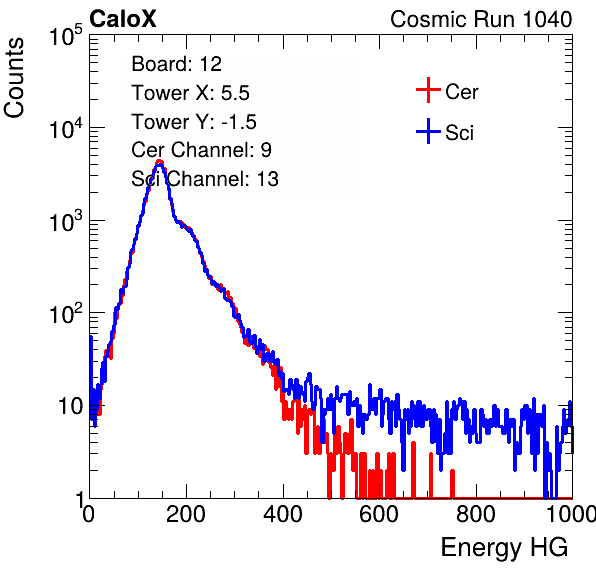 CaloX Cosmic Run 1040
Counts
10^5
10^4
10^3
10^2
10
1
Board: 12
Tower X: 5.5
Tower Y: -1.5
Cer Channel: 9
Sci Channel: 13
Cer
Sci
0 200 400 600 800 1000
Energy HG